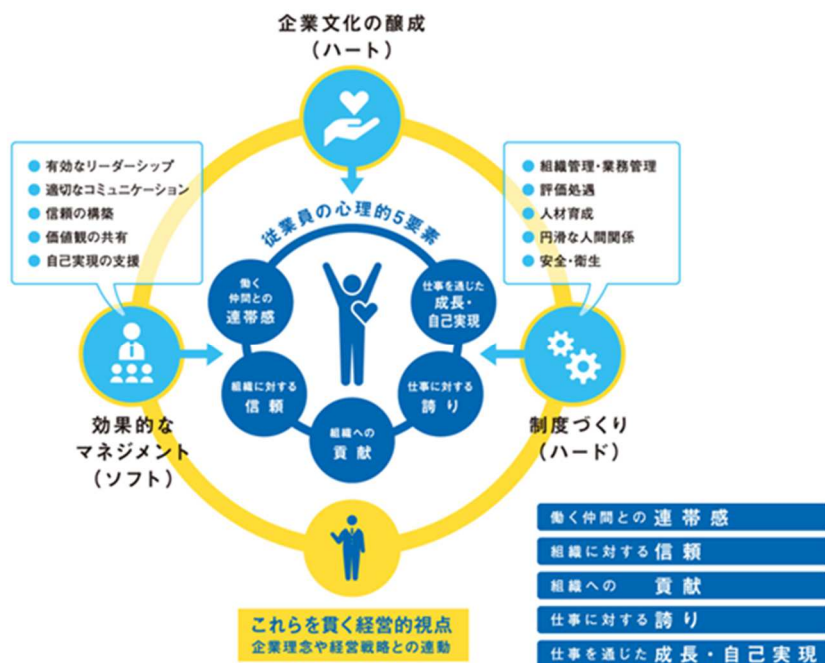 企業文化の醸成
(ハート)
● 有効なリーダーシップ
● 適切なコミュニケーション
● 信頼の構築
● 価値観の共有
● 自己実現の支援
● 組織管理・業務管理
● 評価処遇
● 人材育成
● 円滑な人間関係
● 安全・衛生
従業員の心理的5要素
働く
仲間との
連帯感
仕事を通じた
成長・
自己実現
組織に対する
信頼
仕事に対する
誇り
組織への
貢献
効果的な
マネジメント
(ソフト)
制度づくり
(ハード)
これらを貫く経営的視点
企業理念や経営戦略との連動
働く仲間との 連帯感
組織に対する 信頼
組織への 貢献
仕事に対する 誇り
仕事を通じた 成長・自己実現